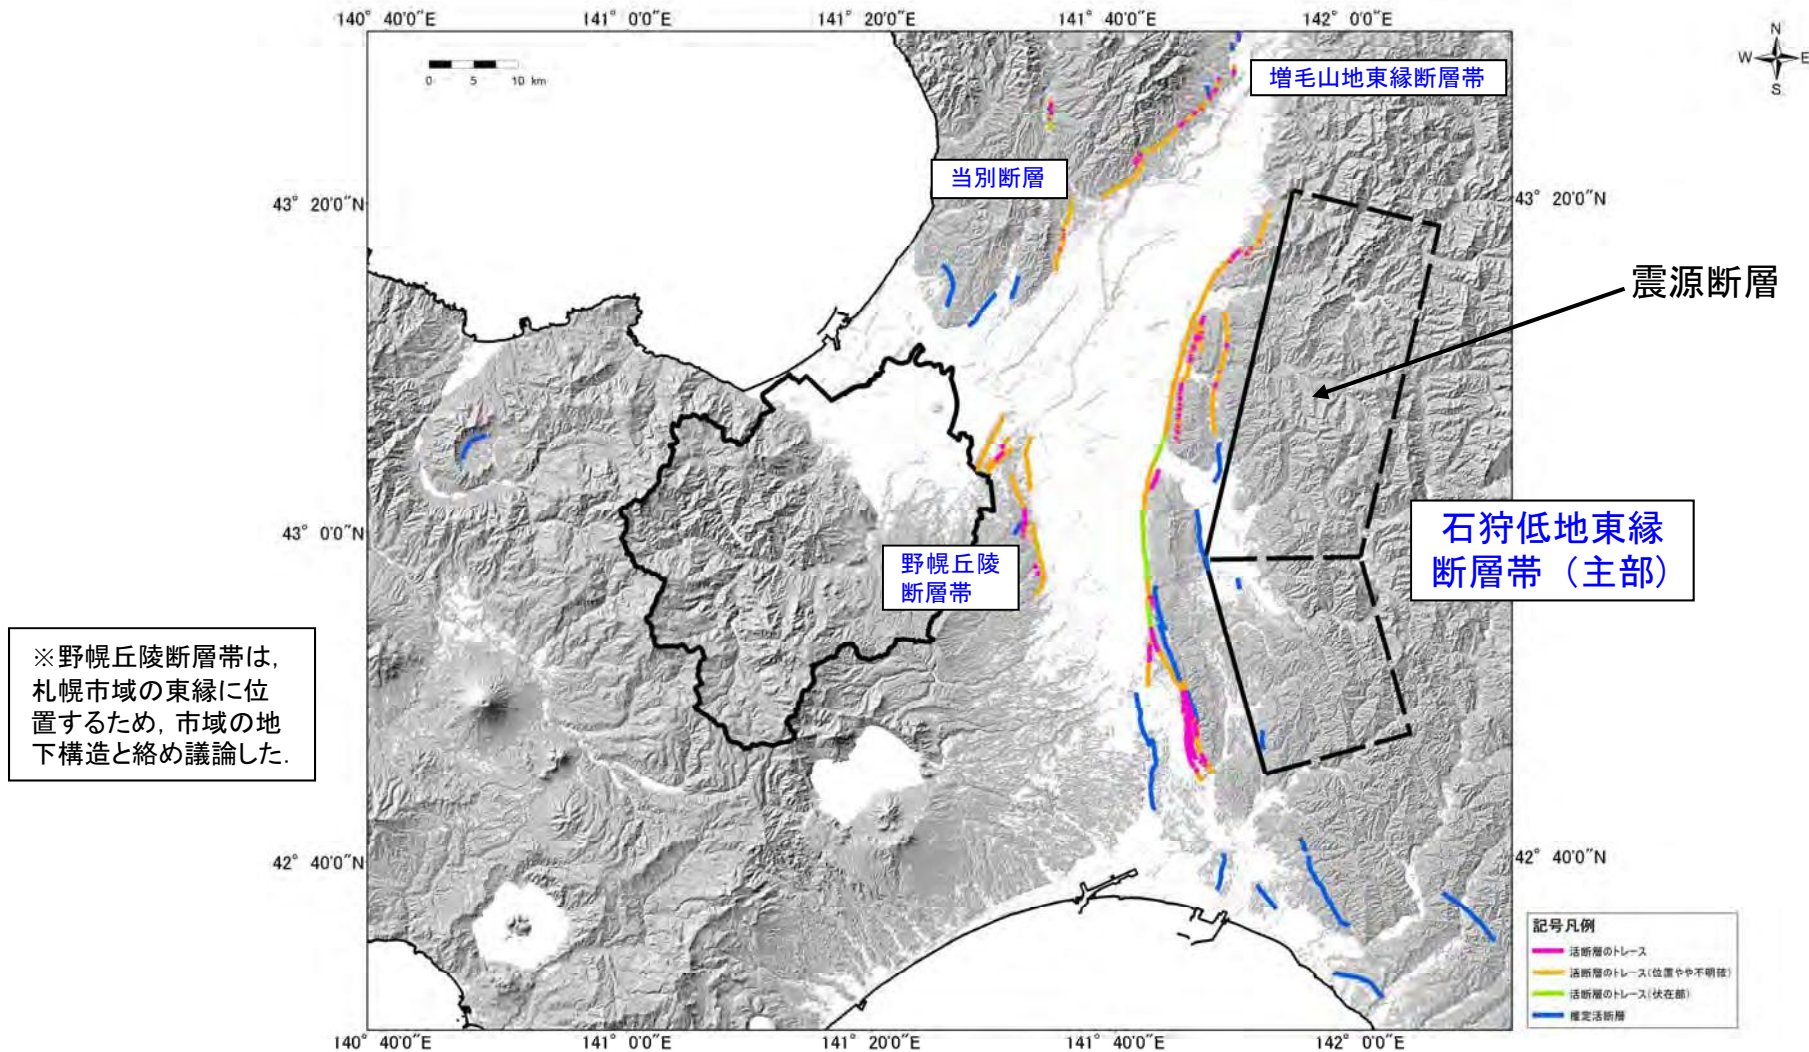 140° 40′0″E
141° 0′0″E
141° 20′0″E
141° 40′0″E
142° 0′0″E
N
W
E
S
0 5 10 km
増毛山地東縁断層帯
当別断層
43° 20′0″N
43° 20′0″N
震源断層
43° 0′0″N
石狩低地東縁
断層帯（主部）
野幌丘陵
断層帯
※野幌丘陵断層帯は，
札幌市域の東縁に位
置するため，市域の地
下構造と絡め議論した．
42° 40′0″N
42° 40′0″N
記号凡例
活断層のトレース
活断層のトレース(位置やや不明確)
活断層のトレース(伏在部)
推定活断層
140° 40′0″E
141° 0′0″E
141° 20′0″E
141° 40′0″E
142° 0′0″E